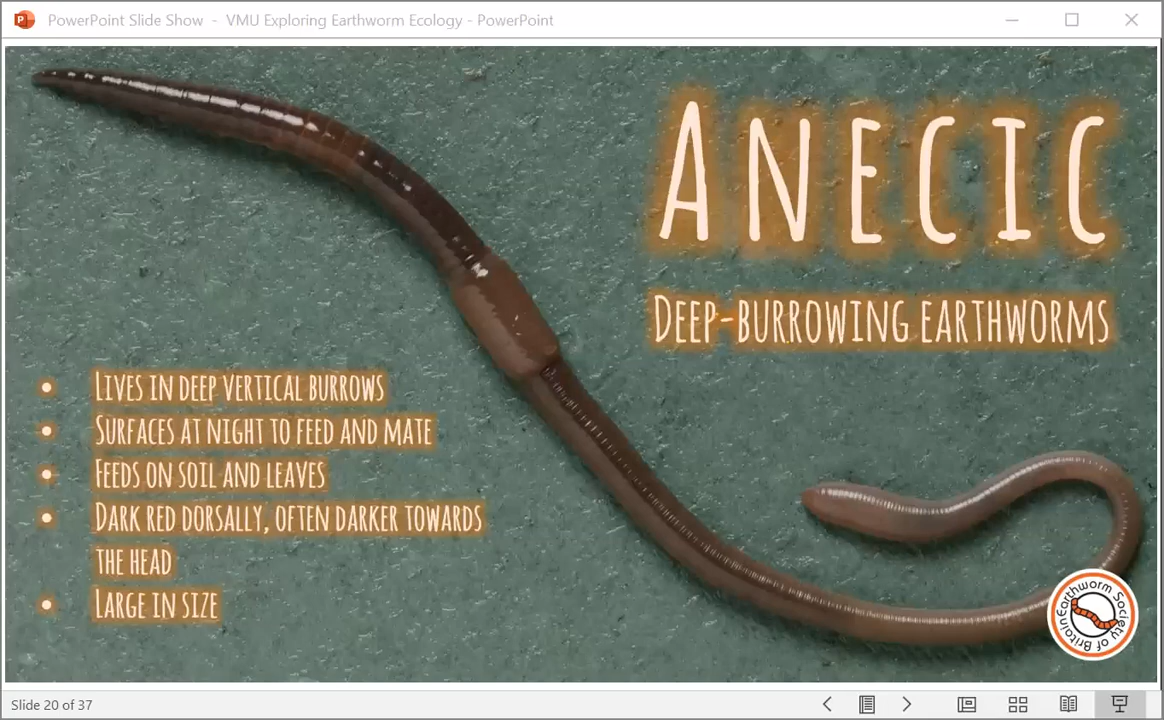 PowerPoint Slide Show - VMU Exploring Earthworm Ecology - PowerPoint
ANECIC
DEEP-BURROWING EARTHWORMS
• LIVES IN DEEP VERTICAL BURROWS
• SURFACES AT NIGHT TO FEED AND MATE
• FEEDS ON SOIL AND LEAVES
• DARK RED DORSALLY, OFTEN DARKER TOWARDS
THE HEAD
• LARGE IN SIZE
Earthworm Society of Britain
Slide 20 of 37